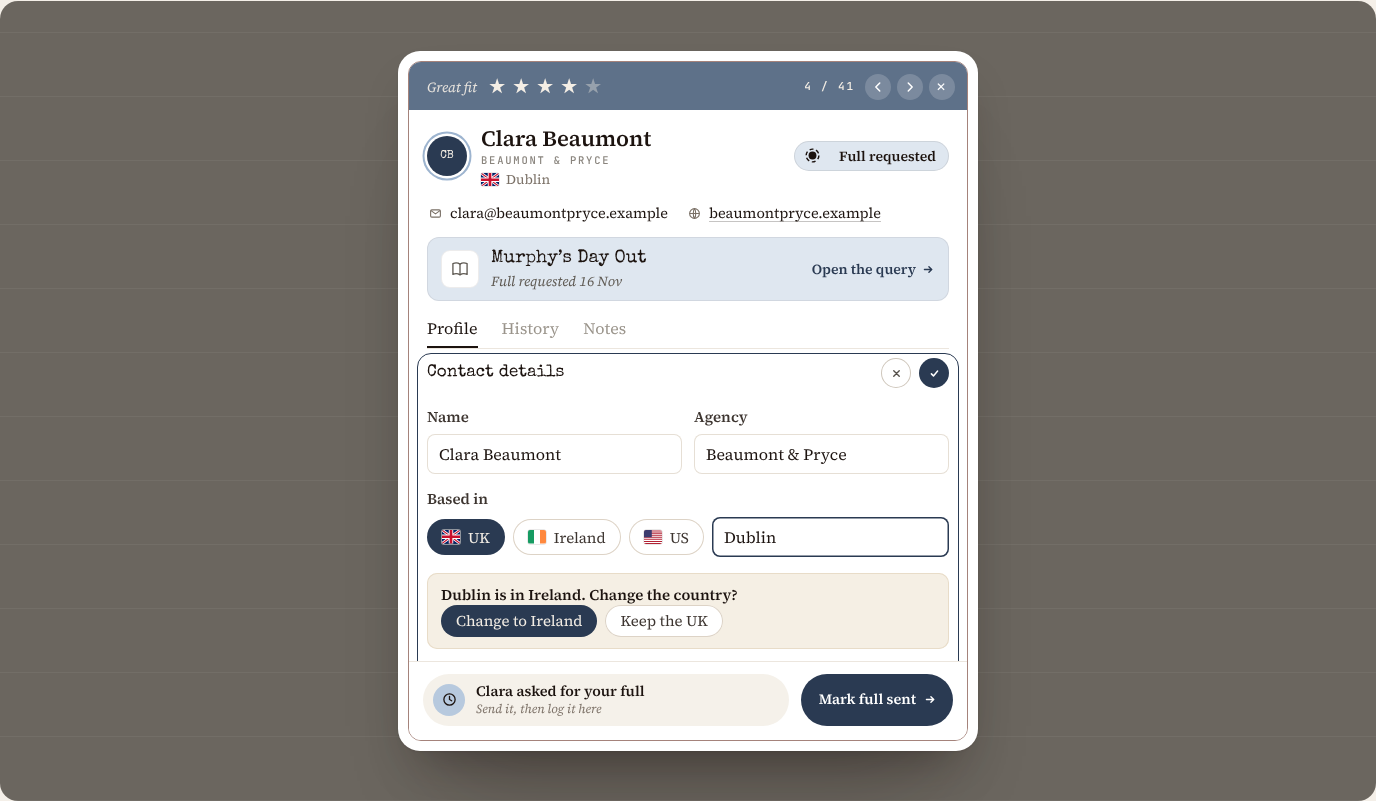 Great fit
4 / 41
CB
Clara Beaumont
BEAUMONT & PRYCE
Dublin
Full requested
clara@beaumontpryce.example
beaumontpryce.example
Murphy's Day Out
Full requested 16 Nov
Open the query
Profile
History
Notes
Contact details
Name
Agency
Clara Beaumont
Beaumont & Pryce
Based in
UK
Ireland
US
Dublin
Dublin is in Ireland. Change the country?
Change to Ireland
Keep the UK
Clara asked for your full
Send it, then log it here
Mark full sent